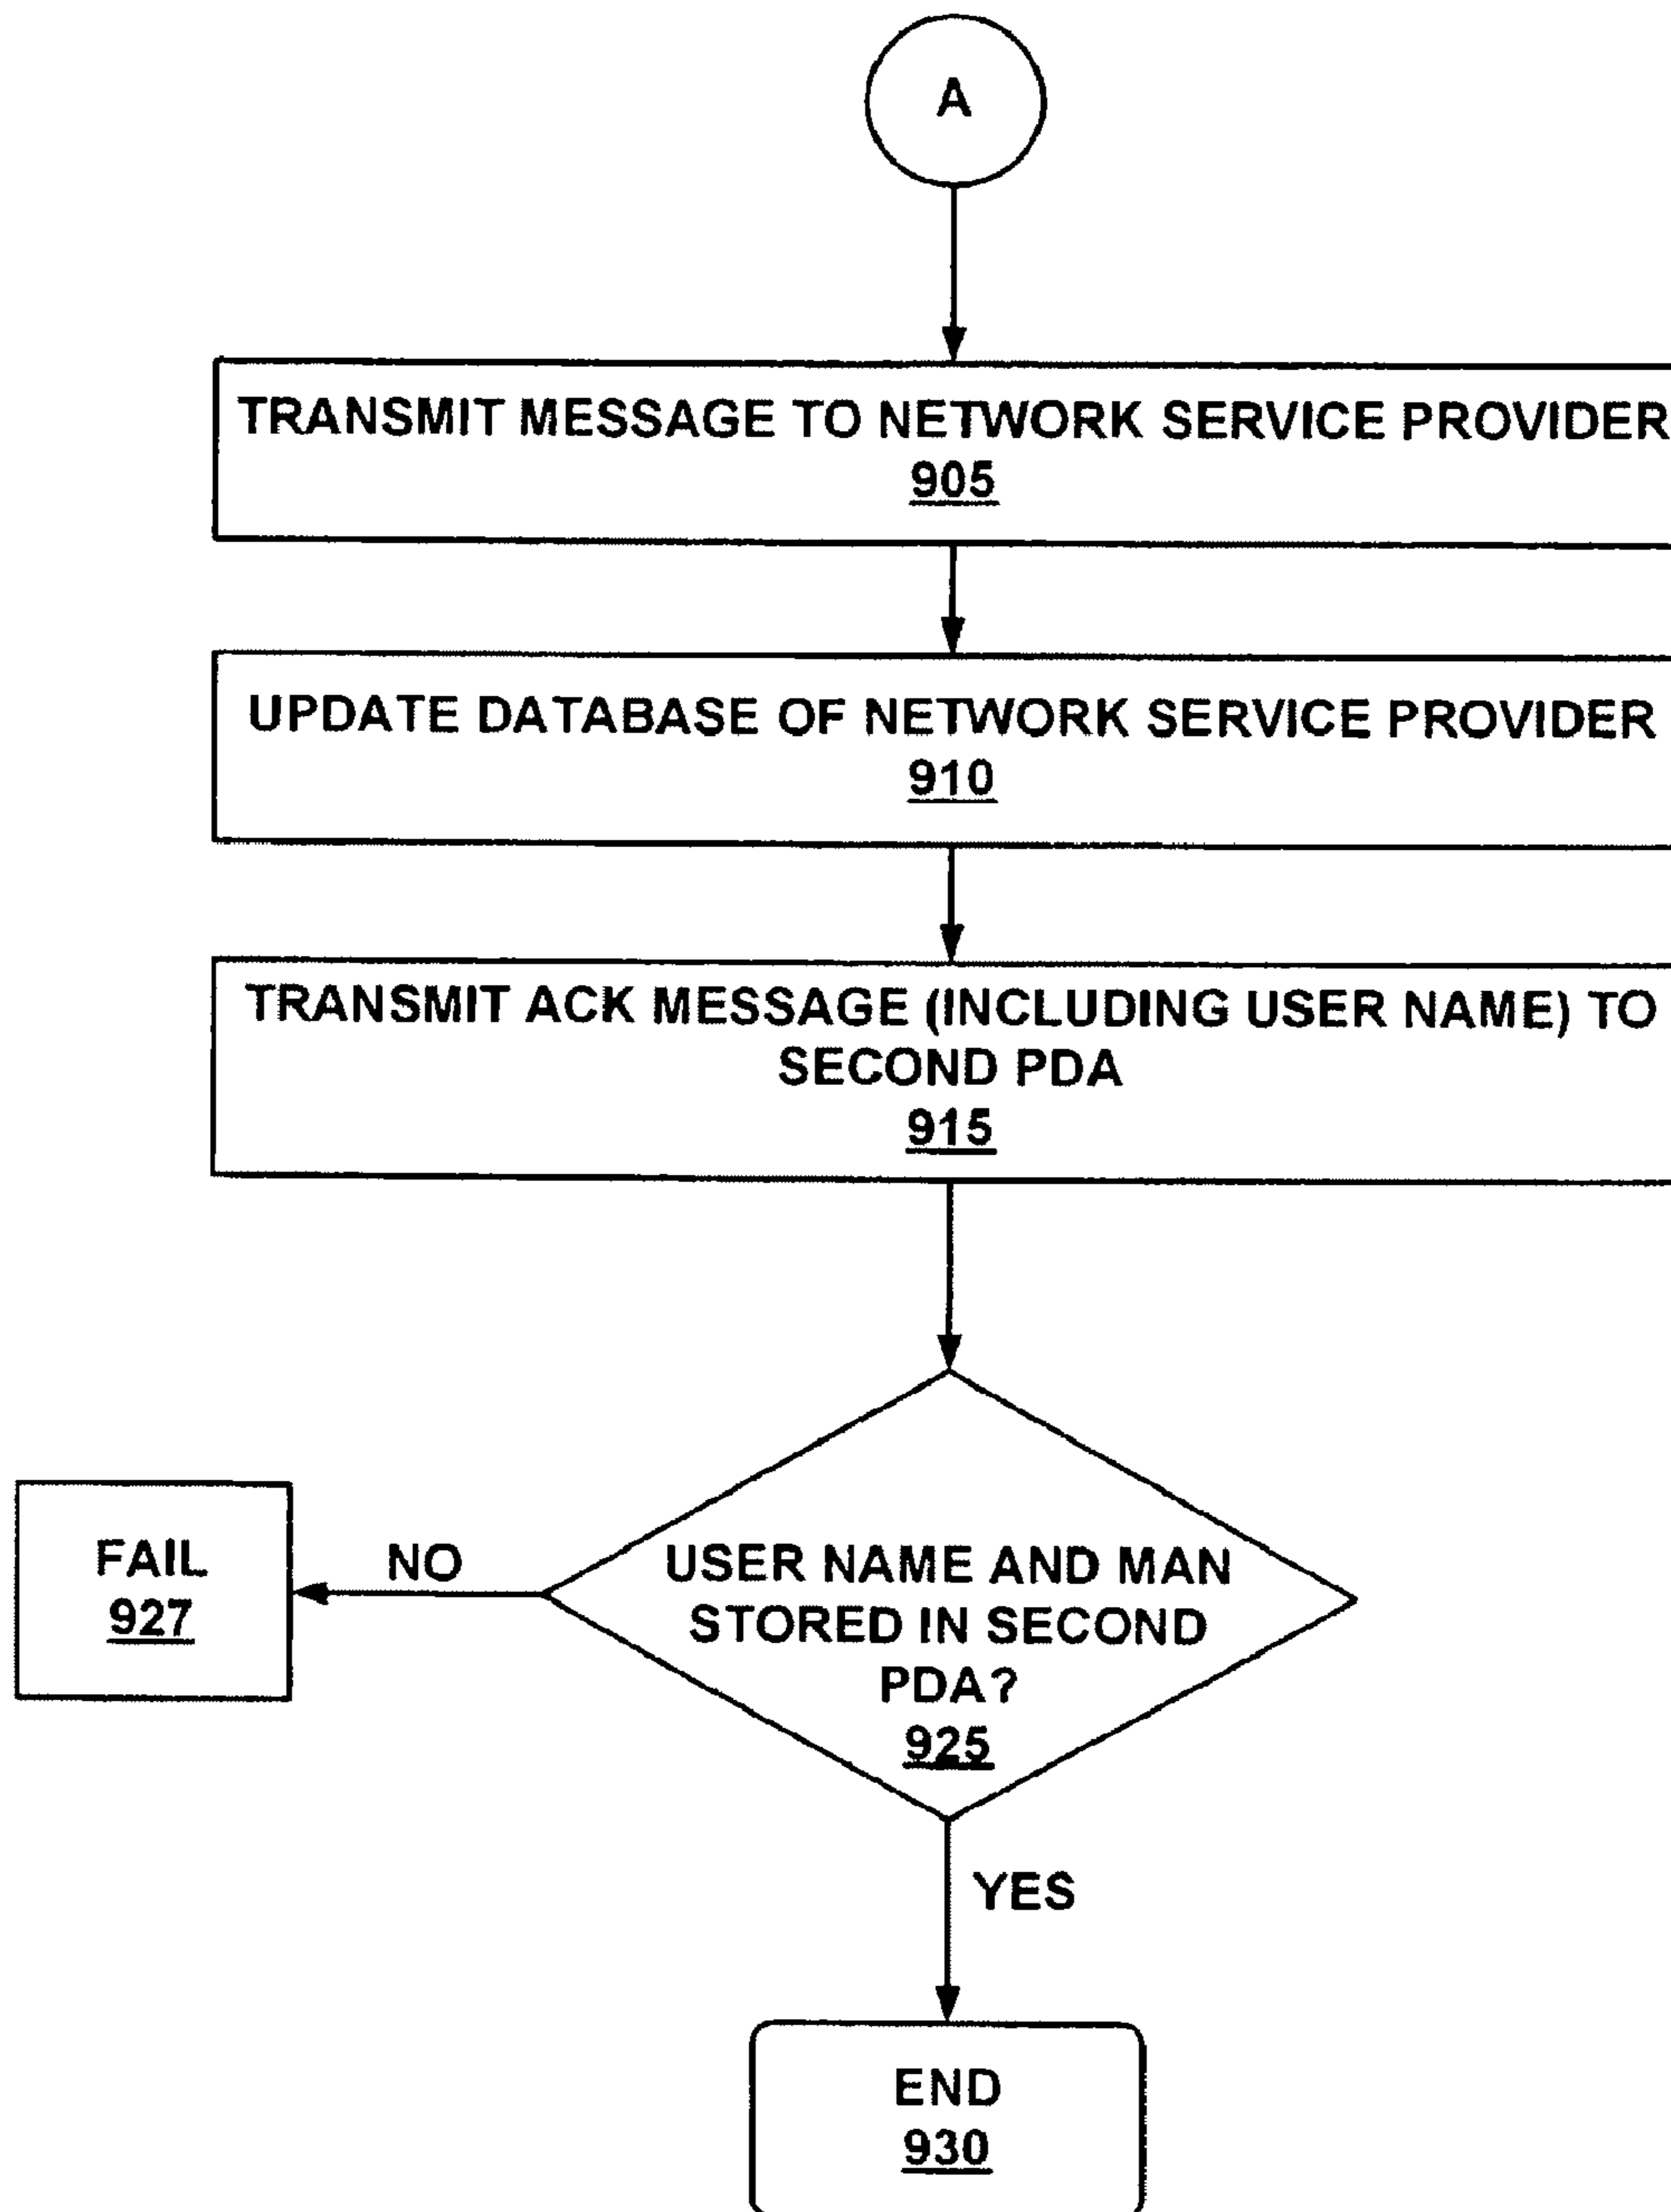 A
TRANSMIT MESSAGE TO NETWORK SERVICE PROVIDER
905
UPDATE DATABASE OF NETWORK SERVICE PROVIDER
910
TRANSMIT ACK MESSAGE (INCLUDING USER NAME) TO
SECOND PDA
915
USER NAME AND MAN
STORED IN SECOND
PDA?
925
NO
FAIL
927
YES
END
930